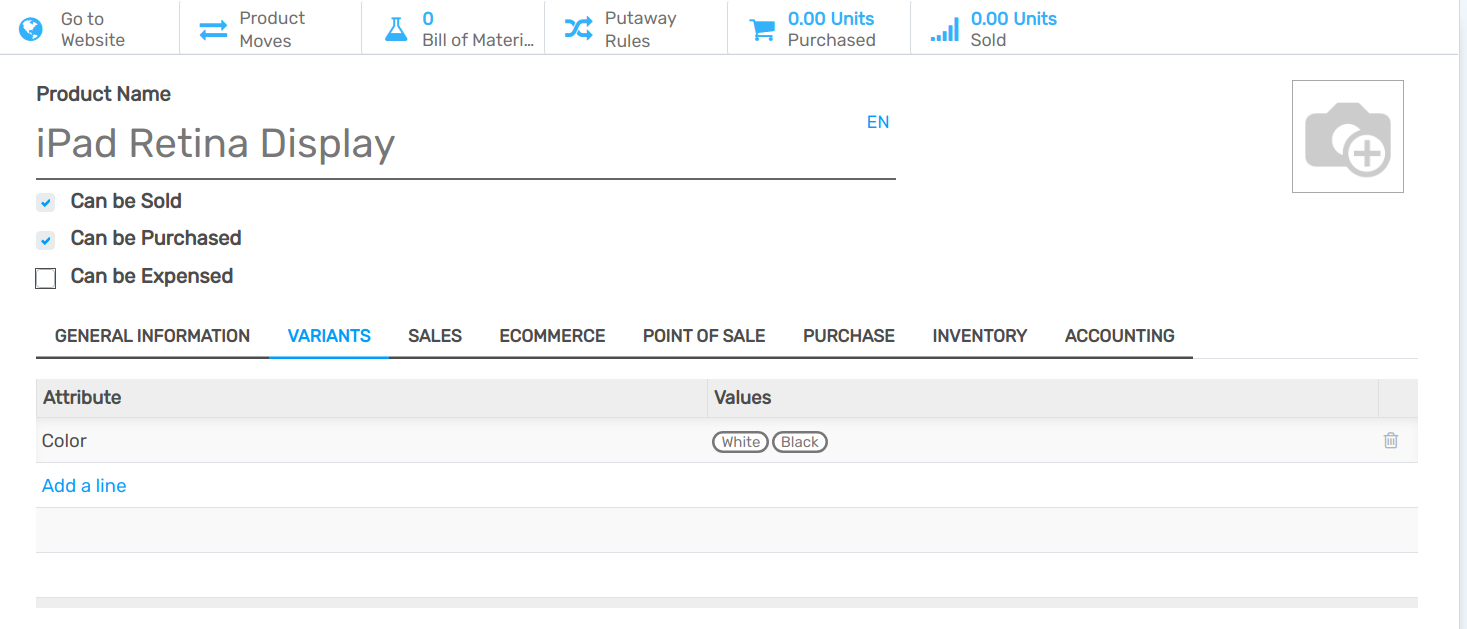 Go to Website
Product Moves
0 Bill of Materi...
Putaway Rules
0.00 Units Purchased
0.00 Units Sold
Product Name
iPad Retina Display
EN
Can be Sold
Can be Purchased
Can be Expensed
GENERAL INFORMATION VARIANTS SALES ECOMMERCE POINT OF SALE PURCHASE INVENTORY ACCOUNTING
Attribute Values
Color White Black
Add a line